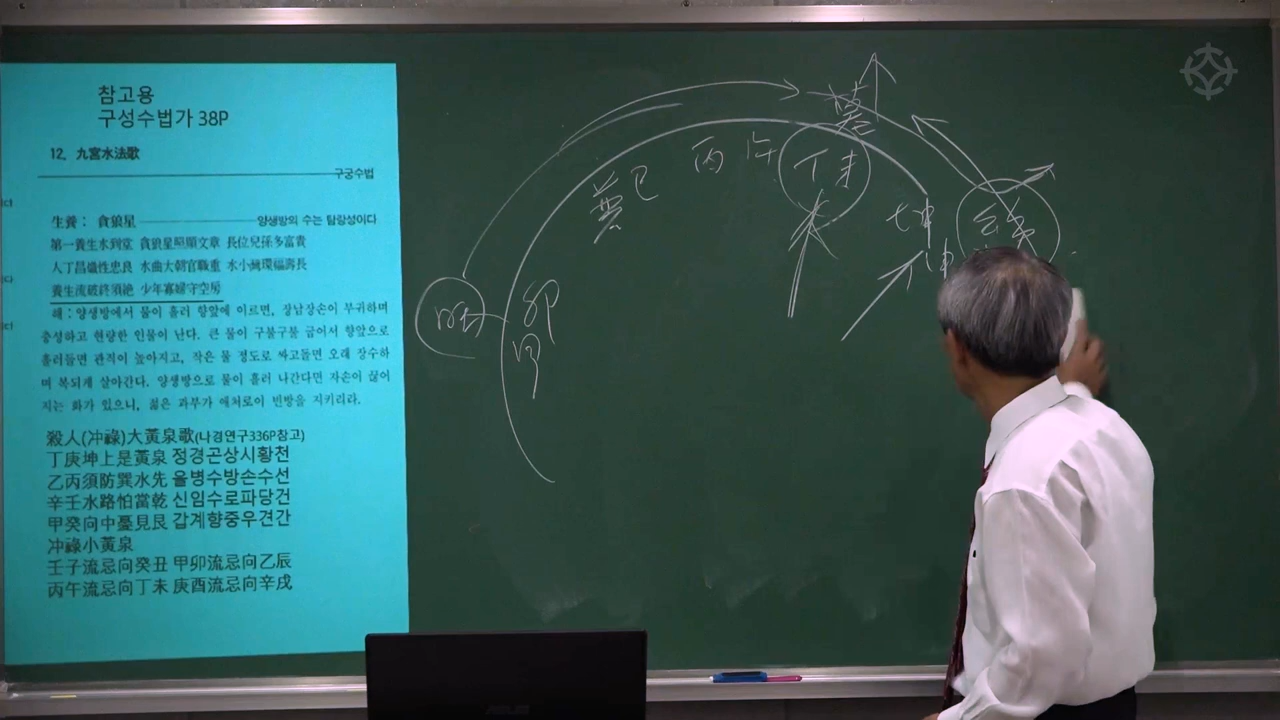 참고용
구성수법가 38P
12. 九宮水法歌
구궁수법
生養: 貪狼星 양생방의 수는 탐랑성이다
第一養生水到堂 貪狼星照顯文章 長位兒孫多富貴
人丁昌熾性忠良 水曲大朝官職重 水小灣環福壽長
養生流破終須絶 少年寡婦守空房
해: 양생방에서 물이 흘러 향앞에 이르면, 장남장손이 부귀하며
충성하고 현량한 인물이 난다. 큰 물이 구불구불 굽어서 향앞으로
흘러들면 관직이 높아지고, 작은 물 정도로 싸고돌면 오래 장수하
며 복되게 살아간다. 양생방으로 물이 흘러 나간다면 자손이 끊어
지는 화가 있으니, 젊은 과부가 애처로이 빈방을 지키리라.
殺人(冲祿)大黃泉歌(나경연구336P참고)
丁庚坤上是黃泉 정경곤상시황천
乙丙須防巽水先 을병수방손수선
辛壬水路怕當乾 신임수로파당건
甲癸向中憂見艮 갑계향중우견간
冲祿小黃泉
壬子流忌向癸丑 甲卯流忌向乙辰
丙午流忌向丁未 庚酉流忌向辛戌
墓
丙 午
丁未
巳
坤
申
卯
甲
旺
ASUS